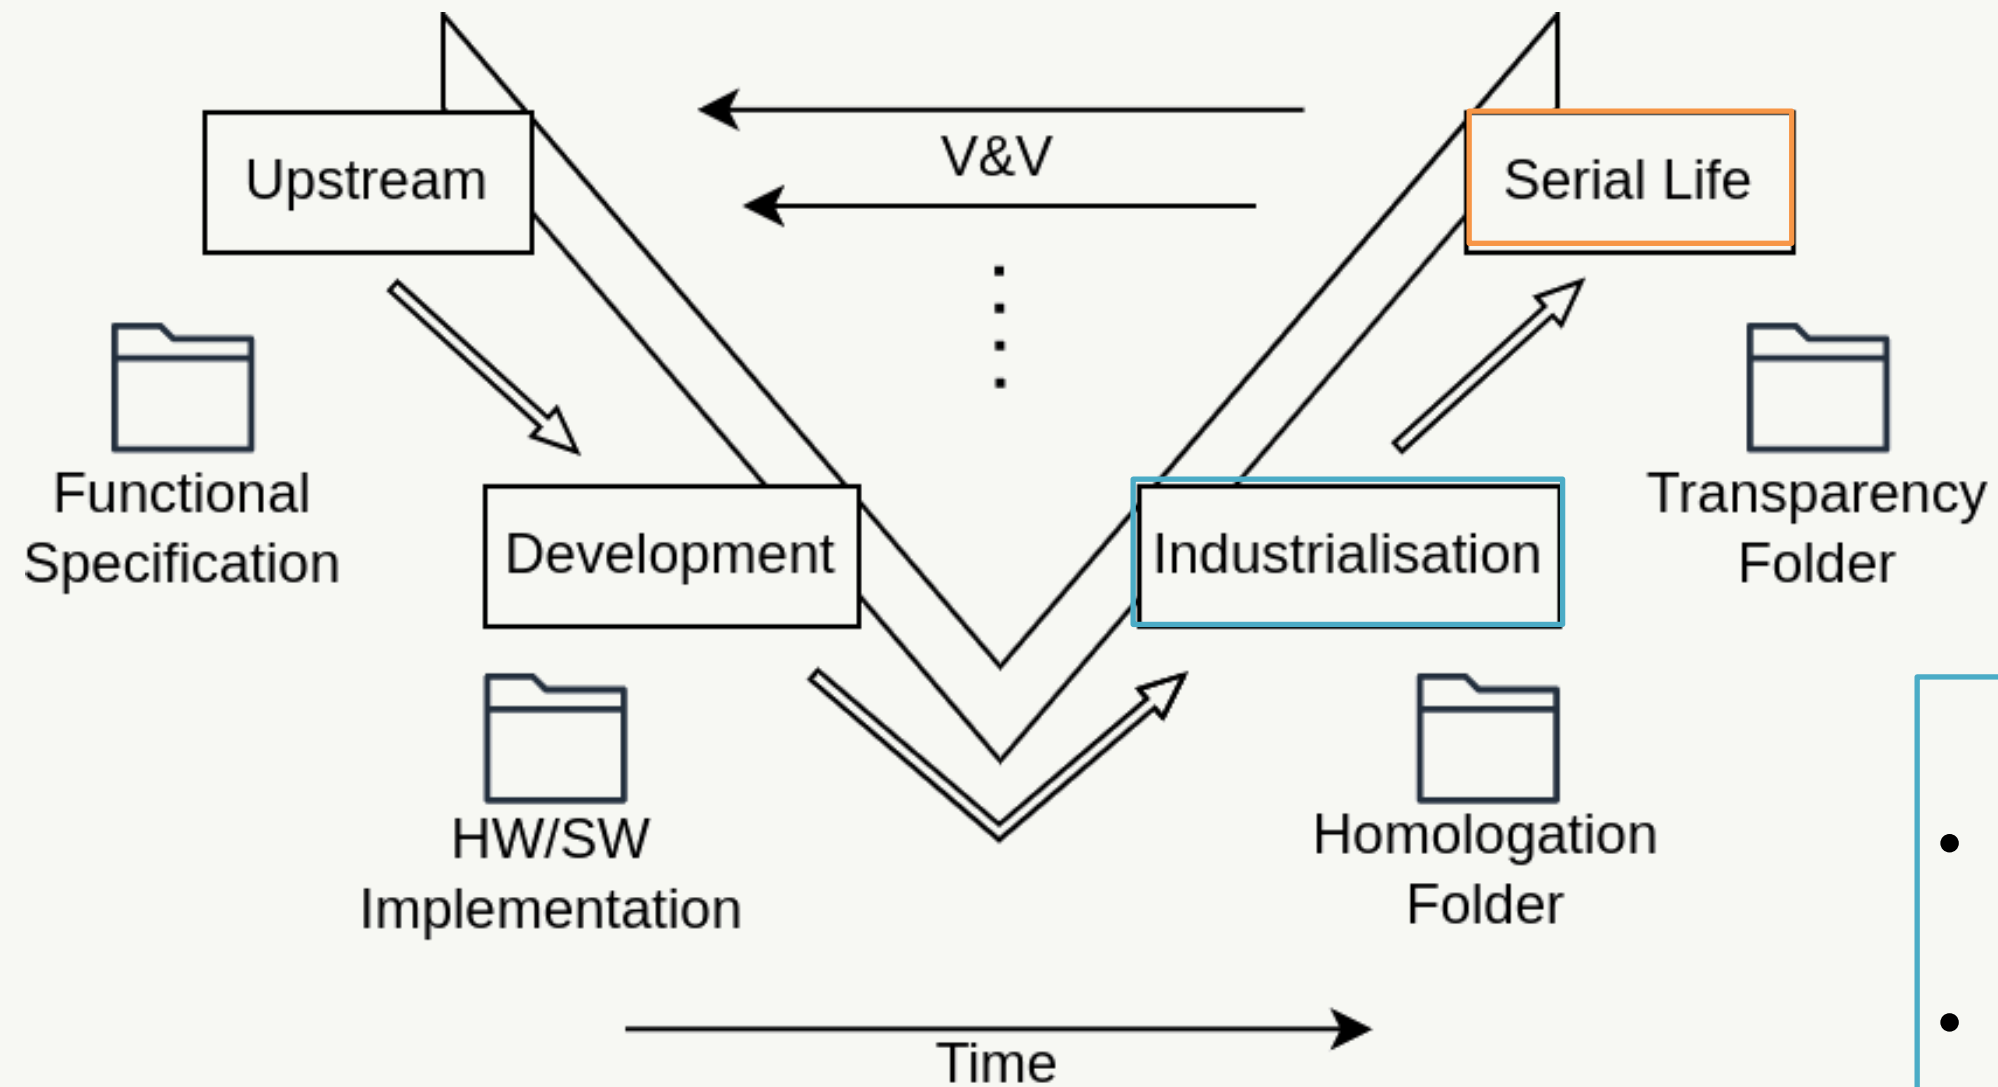 Upstream
V&V
Serial Life
Functional
Specification
Transparency
Folder
Development
Industrialisation
HW/SW
Implementation
Homologation
Folder
Time